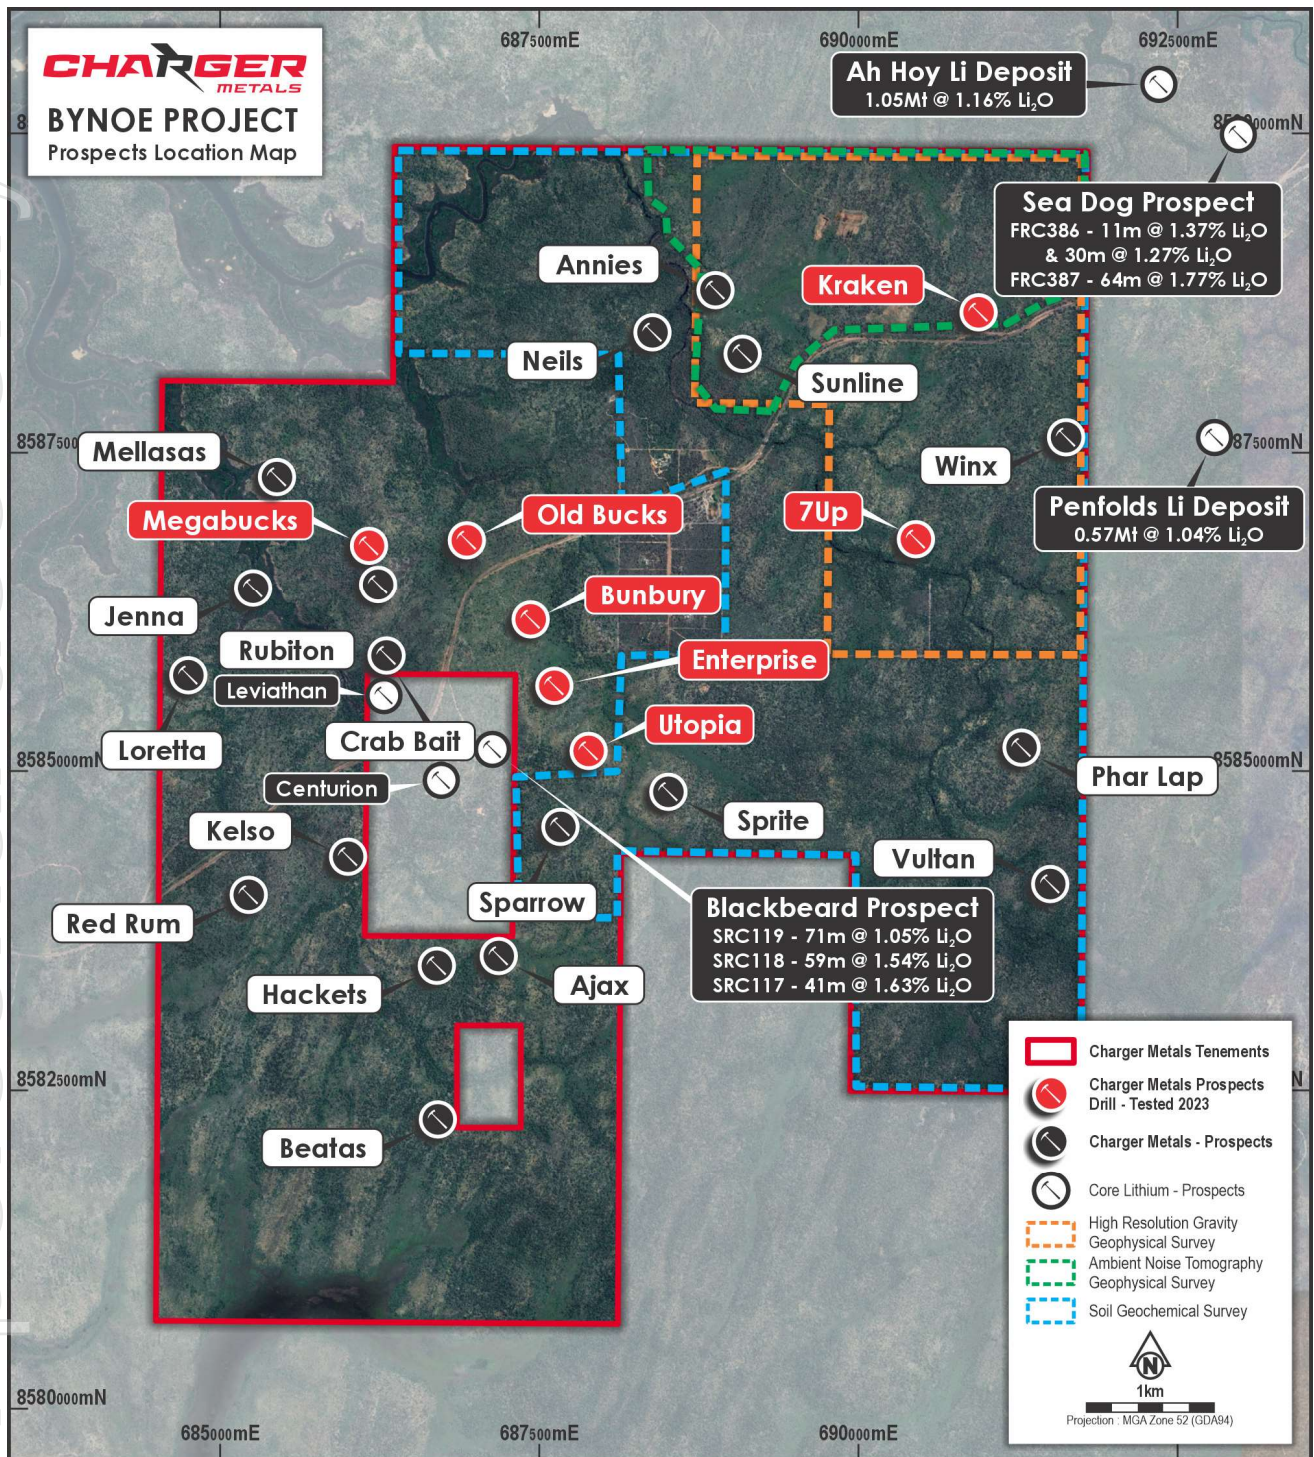 CHARGER
METALS
BYNOE PROJECT
Prospects Location Map
687500mE
690000mE
692500mE
Ah Hoy Li Deposit
1.05Mt @ 1.16% Li₂O
Sea Dog Prospect
FRC386 - 11m @ 1.37% Li₂O
& 30m @ 1.27% Li₂O
FRC387 - 64m @ 1.77% Li₂O
Annies
Kraken
Neils
Sunline
8587500
87500mN
Mellasas
Winx
Megabucks
Old Bucks
7Up
Penfolds Li Deposit
0.57Mt @ 1.04% Li₂O
Jenna
Bunbury
Rubiton
Enterprise
Leviathan
Loretta
Crab Bait
Utopia
8585000mN
8585000mN
Phar Lap
Centurion
Kelso
Sprite
Vultan
Sparrow
Red Rum
Blackbeard Prospect
SRC119 - 71m @ 1.05% Li₂O
SRC118 - 59m @ 1.54% Li₂O
SRC117 - 41m @ 1.63% Li₂O
Hackets
Ajax
8582500mN
Beatas
Charger Metals Tenements
Charger Metals Prospects
Drill - Tested 2023
Charger Metals - Prospects
Core Lithium - Prospects
High Resolution Gravity
Geophysical Survey
Ambient Noise Tomography
Geophysical Survey
Soil Geochemical Survey
N
1km
Projection : MGA Zone 52 (GDA94)
8580000mN
685000mE
687500mE
690000mE